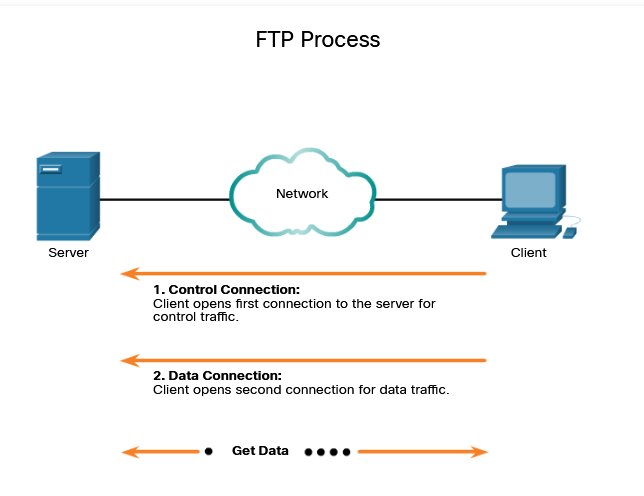 FTP Process
Network
Server
Client
1. Control Connection:
Client opens first connection to the server for
control traffic.
2. Data Connection:
Client opens second connection for data traffic.
Get Data